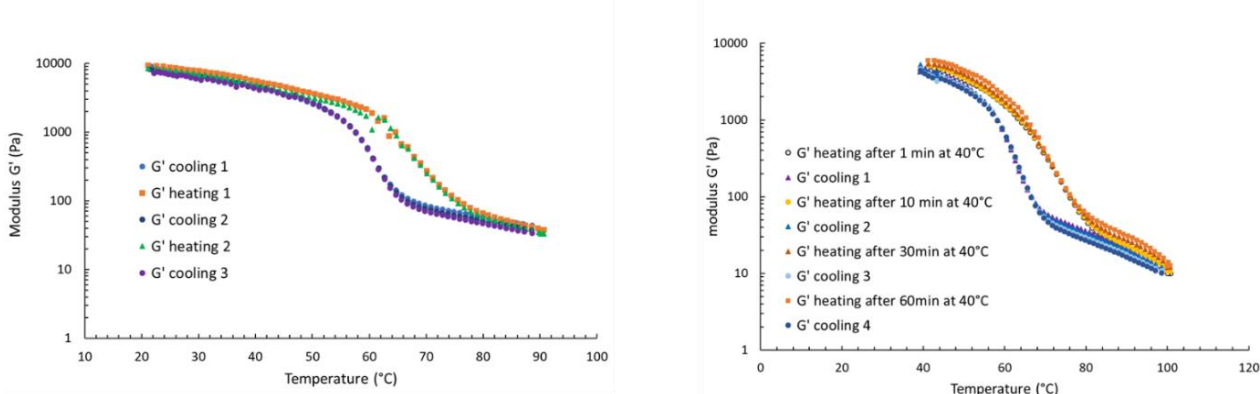 10000
1000
100
10
1
Modulus G' (Pa)
G' cooling 1
G' heating 1
G' cooling 2
G' heating 2
G' cooling 3
10 20 30 40 50 60 70 80 90 100
Temperature (°C)
10000
1000
100
10
1
modulus G' (Pa)
G' heating after 1 min at 40°C
G' cooling 1
G' heating after 10 min at 40°C
G' cooling 2
G' heating after 30min at 40°C
G' cooling 3
G' heating after 60min at 40°C
G' cooling 4
0 20 40 60 80 100 120
Temperature (°C)